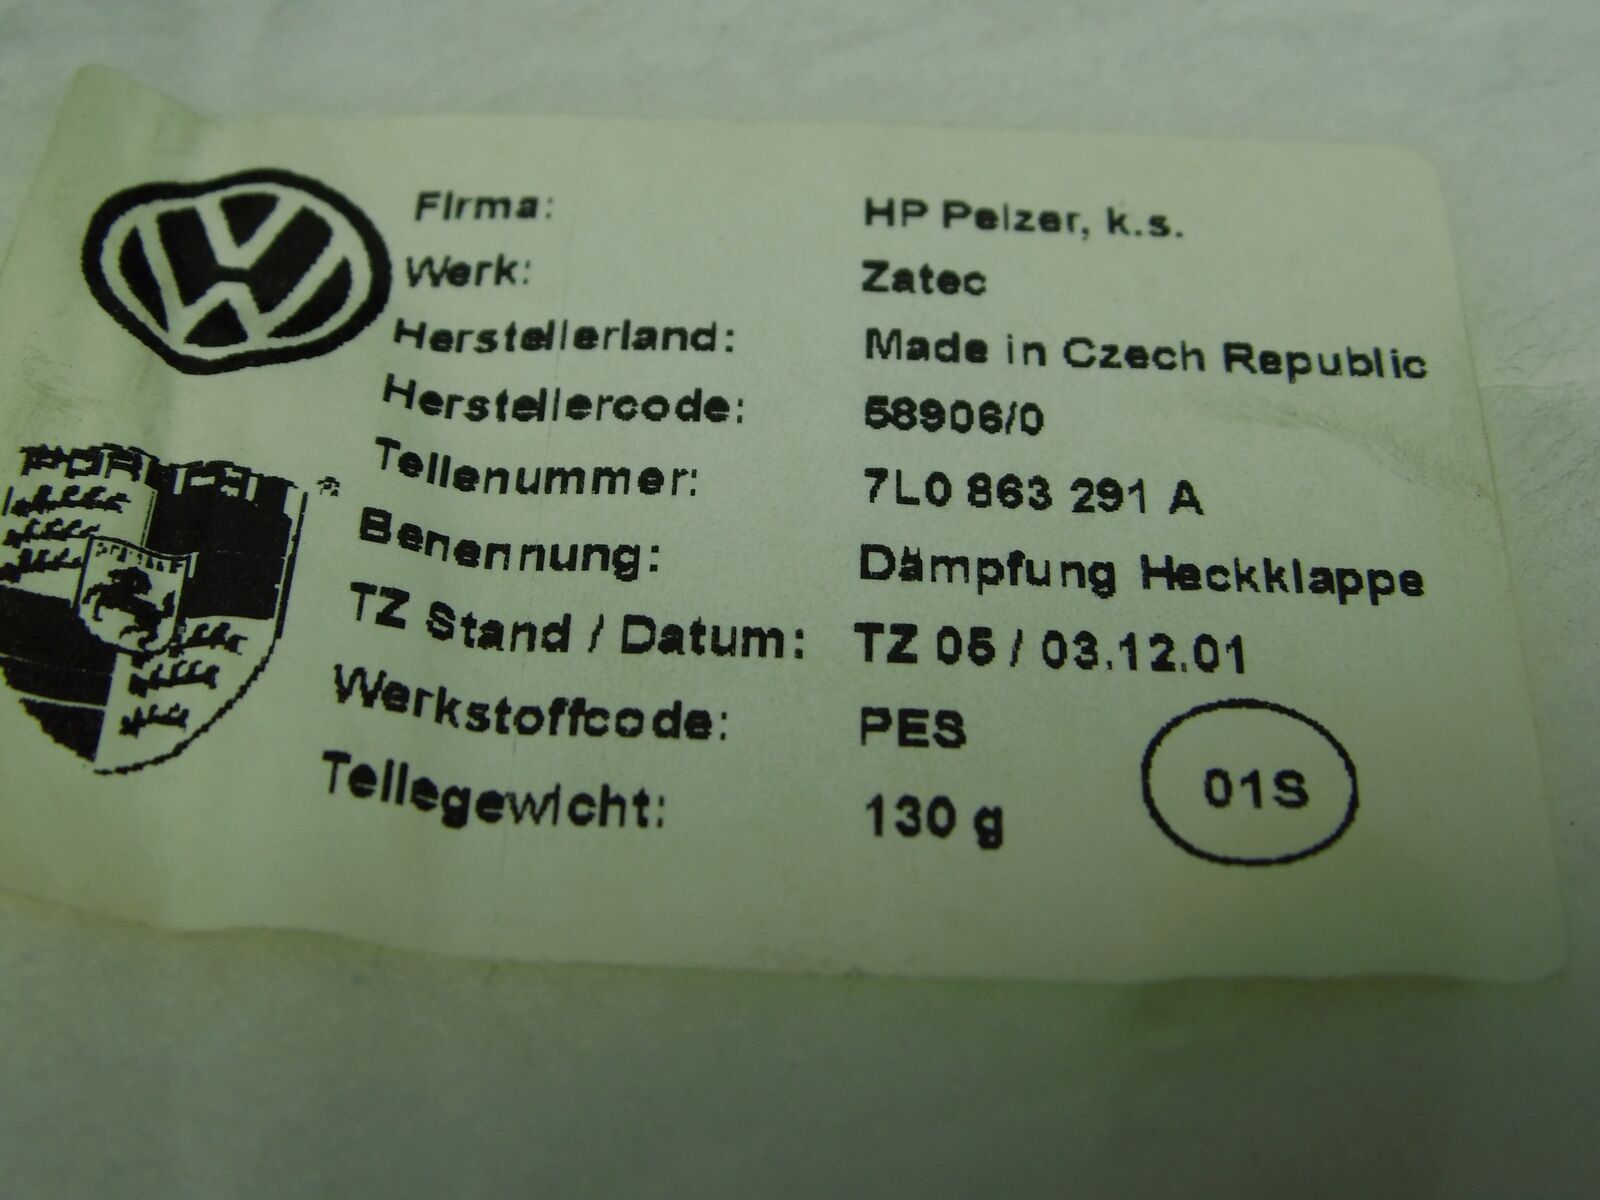 Firma: HP Pelzer, k.s.
Werk: Zatec
Herstellerland: Made in Czech Republic
Herstellercode: 58906/0
Teilenummer: 7L0 863 291 A
Benennung: Dämpfung Heckklappe
TZ Stand / Datum: TZ 05 / 03.12.01
Werkstoffcode: PES
Teilegewicht: 130 g
01S
PORSCHE